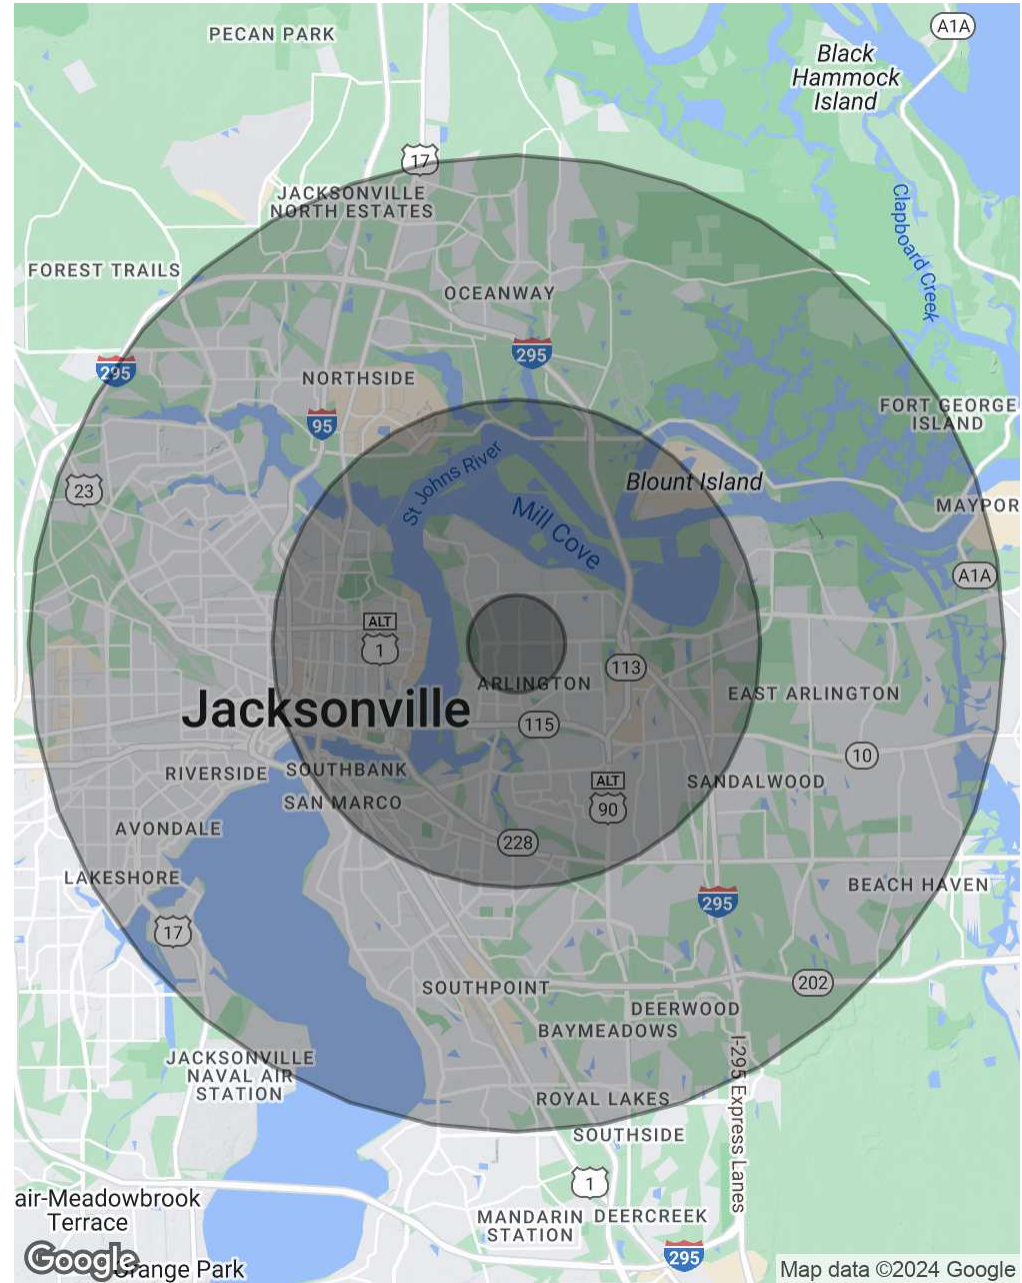 PECAN PARK
A1A
Black
Hammock
Island
17
JACKSONVILLE
NORTH ESTATES
Clapboard Creek
FOREST TRAILS
OCEANWAY
295
295
NORTHSIDE
95
FORT GEORGE
ISLAND
23
St Johns River
Mill Cove
Blount Island
MAYPOR
A1A
ALT
1
113
ARLINGTON
EAST ARLINGTON
Jacksonville
115
10
RIVERSIDE
SOUTHBANK
SANDALWOOD
ALT
90
SAN MARCO
AVONDALE
228
LAKESHORE
BEACH HAVEN
295
17
SOUTHPOINT
202
DEERWOOD
BAYMEADOWS
I-295 Express Lanes
JACKSONVILLE
NAVAL AIR
STATION
ROYAL LAKES
SOUTHSIDE
1
air-Meadowbrook
Terrace
MANDARIN
STATION
DEERCREEK
295
Google
Orange Park
Map data ©2024 Google